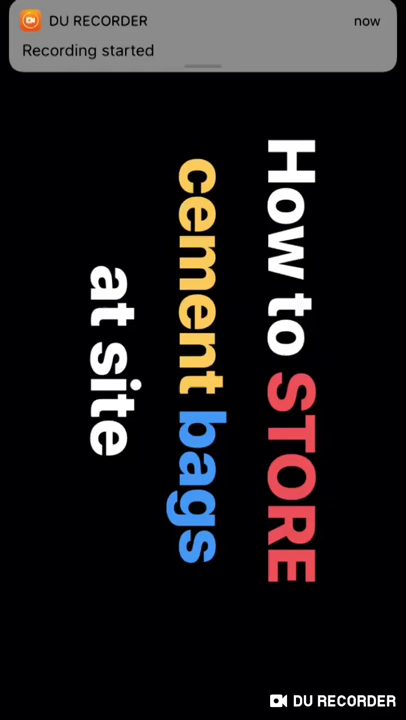 DU RECORDER
now
Recording started
How to STORE
cement bags
at site
DU RECORDER